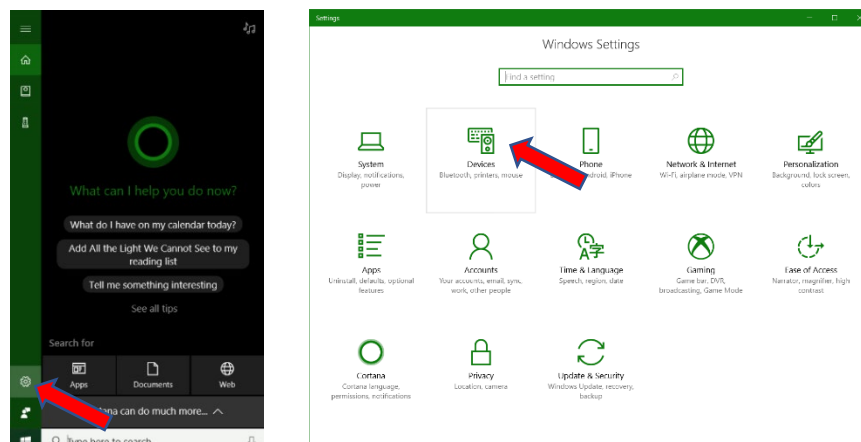 What can I help you do now?
What do I have on my calendar today?
Add All the Light We Cannot See to my
reading list
Tell me something interesting
See all tips
Search for
Apps
Documents
Web
can do much more...
Type here to search
Settings
Windows Settings
Find a setting
System
Display, notifications,
power
Devices
Bluetooth, printers, mouse
Phone
Android, iPhone
Network & Internet
Wi-Fi, airplane mode, VPN
Personalization
Background, lock screen,
colors
Apps
Uninstall, defaults, optional
features
Accounts
Your accounts, email, sync,
work, other people
Time & Language
Speech, region, date
Gaming
Game bar, DVR,
broadcasting, Game Mode
Ease of Access
Narrator, magnifier, high
contrast
Cortana
Cortana language,
permissions, notifications
Privacy
Location, camera
Update & Security
Windows Update, recovery,
backup